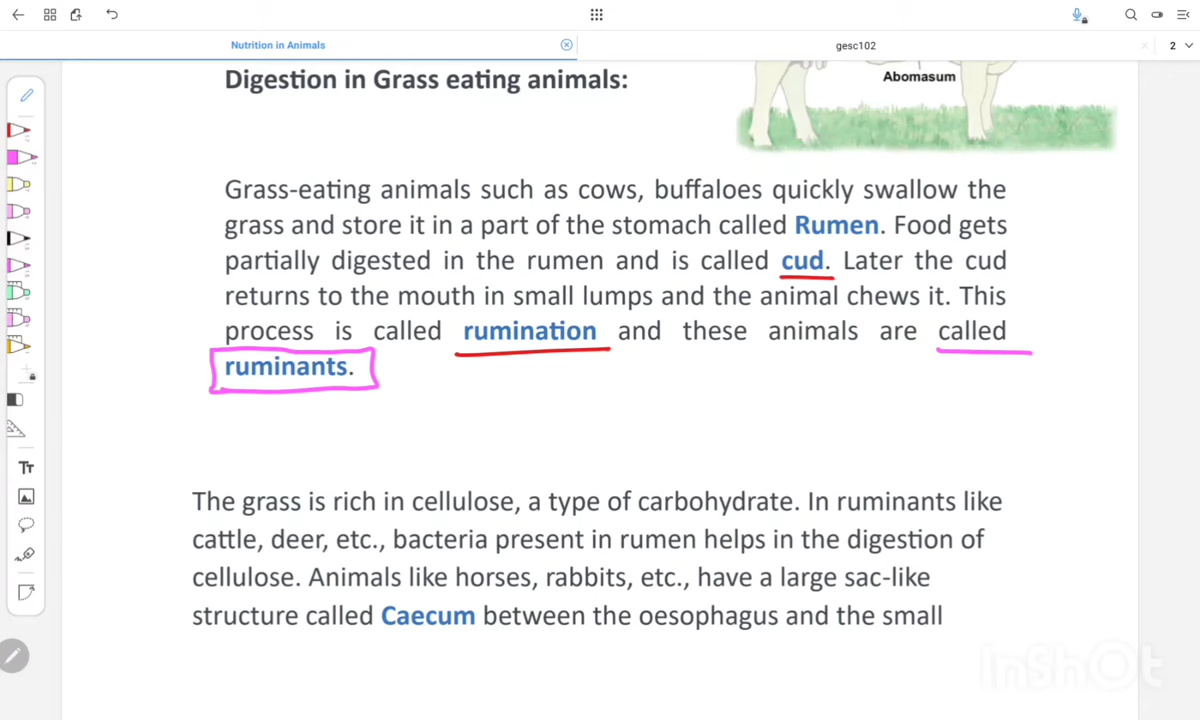 Nutrition in Animals
gesc102
2
Digestion in Grass eating animals:
Abomasum
Grass-eating animals such as cows, buffaloes quickly swallow the
grass and store it in a part of the stomach called Rumen. Food gets
partially digested in the rumen and is called cud. Later the cud
returns to the mouth in small lumps and the animal chews it. This
process is called rumination and these animals are called
ruminants.
Tт
The grass is rich in cellulose, a type of carbohydrate. In ruminants like
cattle, deer, etc., bacteria present in rumen helps in the digestion of
cellulose. Animals like horses, rabbits, etc., have a large sac-like
structure called Caecum between the oesophagus and the small
InShOt